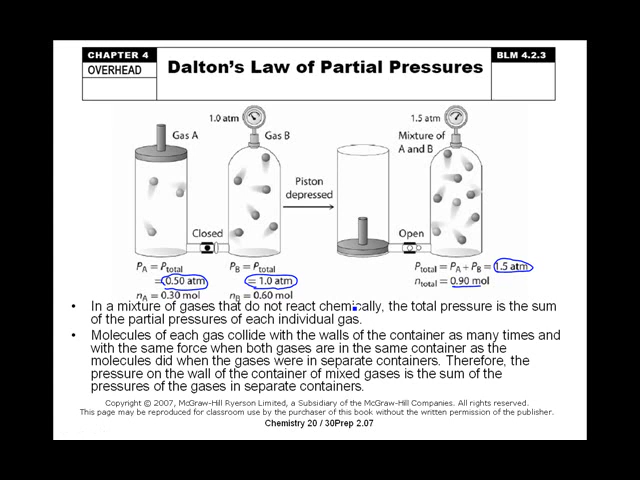 CHAPTER 4
OVERHEAD
Dalton's Law of Partial Pressures
BLM 4.2.3
1.0 atm
Gas A
Gas B
Piston
depressed
1.5 atm
Mixture of
A and B
Closed
Open
PA = Ptotal
= 0.50 atm
nA = 0.30 mol
PB = Ptotal
= 1.0 atm
nB = 0.60 mol
Ptotal = PA + PB = 1.5 atm
ntotal = 0.90 mol
• In a mixture of gases that do not react chemically, the total pressure is the sum
of the partial pressures of each individual gas.
• Molecules of each gas collide with the walls of the container as many times and
with the same force when both gases are in the same container as the
molecules did when the gases were in separate containers. Therefore, the
pressure on the wall of the container of mixed gases is the sum of the
pressures of the gases in separate containers.
Copyright © 2007, McGraw-Hill Ryerson Limited, a Subsidiary of the McGraw-Hill Companies. All rights reserved.
This page may be reproduced for classroom use by the purchaser of this book without the written permission of the publisher.
Chemistry 20 / 30Prep 2.07